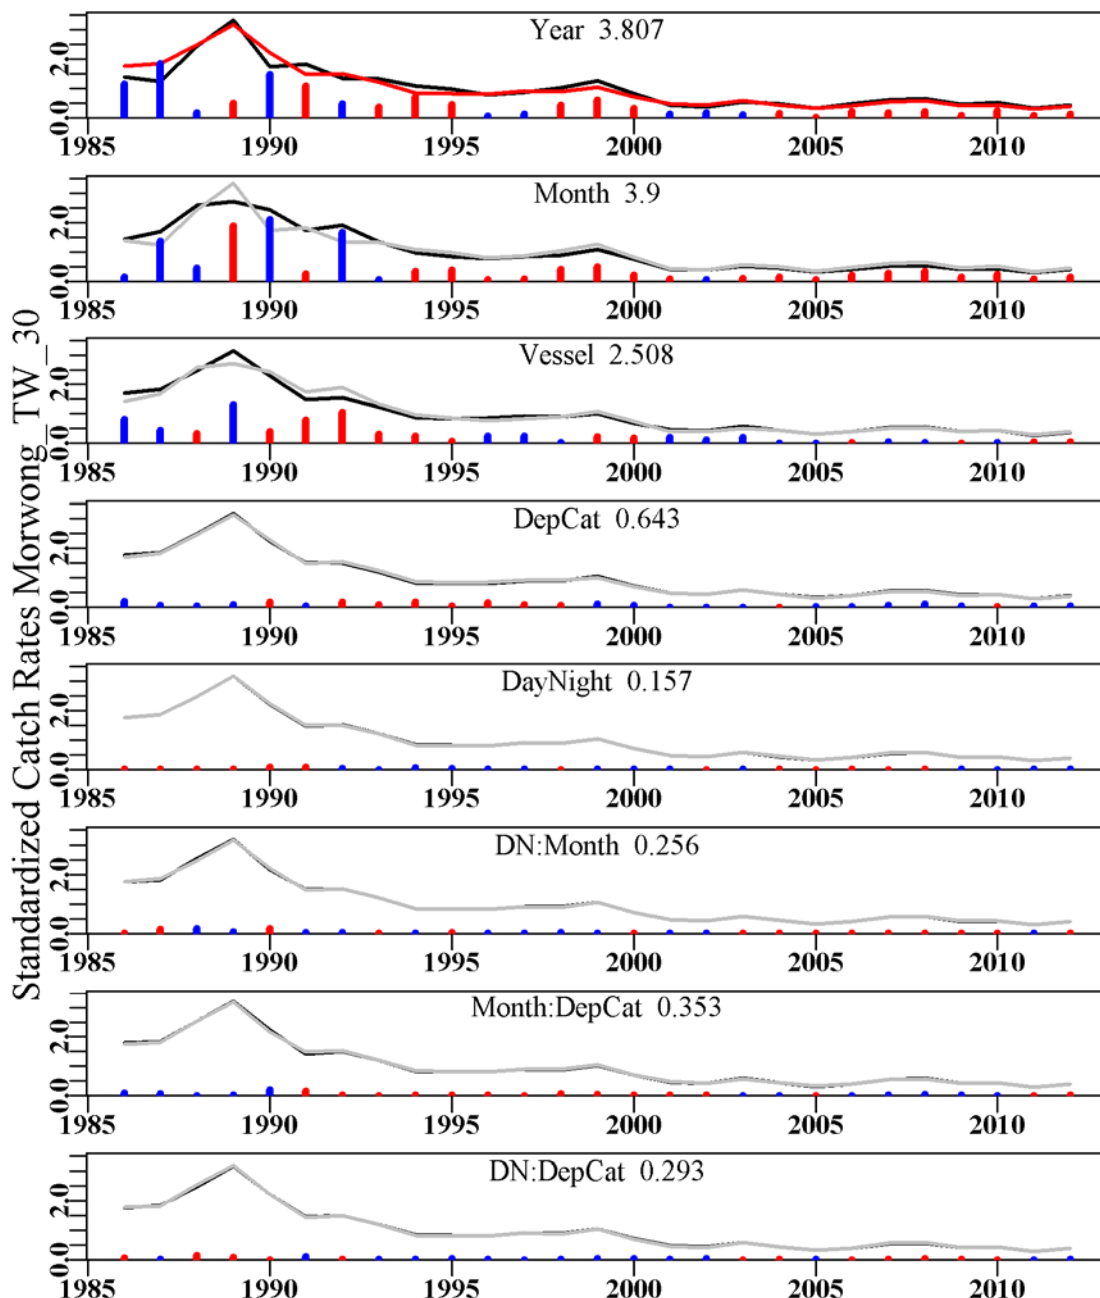 Standardized Catch Rates Morwong_TW_30
Year 3.807
0.0 2.0
1985 1990 1995 2000 2005 2010
Month 3.9
0.0 2.0
1985 1990 1995 2000 2005 2010
Vessel 2.508
0.0 2.0
1985 1990 1995 2000 2005 2010
DepCat 0.643
0.0 2.0
1985 1990 1995 2000 2005 2010
DayNight 0.157
0.0 2.0
1985 1990 1995 2000 2005 2010
DN:Month 0.256
0.0 2.0
1985 1990 1995 2000 2005 2010
Month:DepCat 0.353
0.0 2.0
1985 1990 1995 2000 2005 2010
DN:DepCat 0.293
0.0 2.0
1985 1990 1995 2000 2005 2010